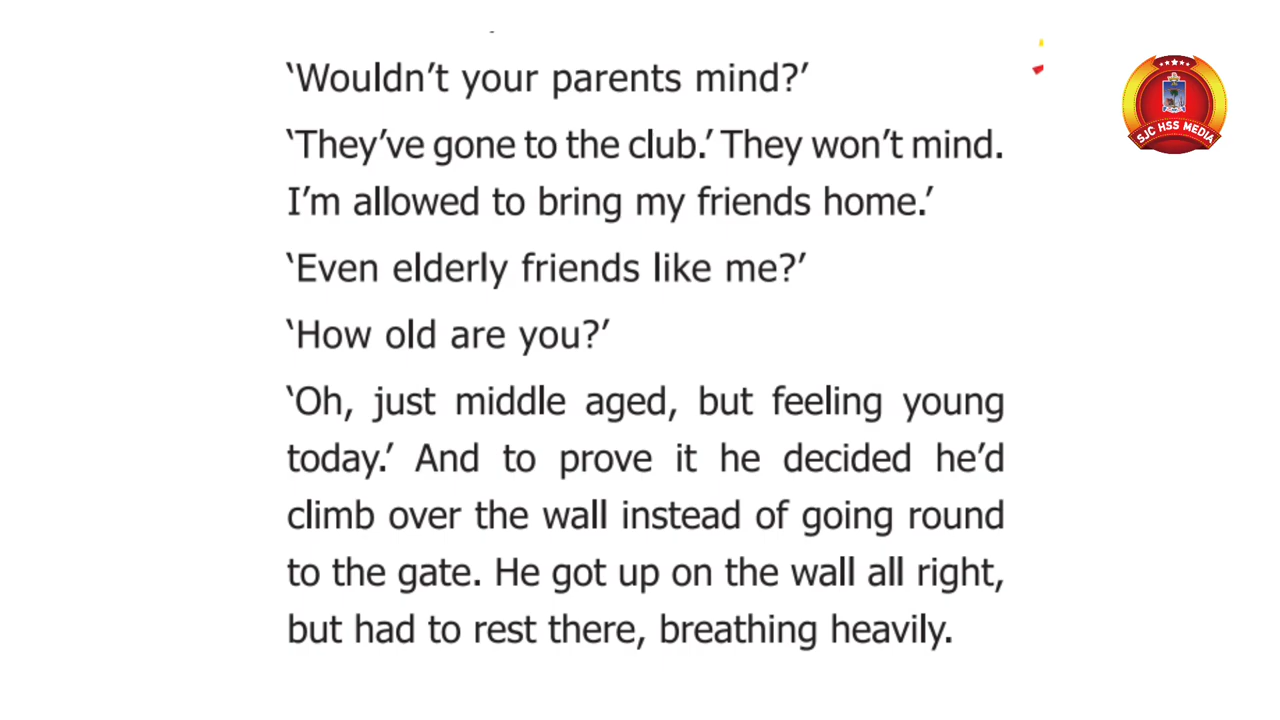 ‘Wouldn’t your parents mind?’
‘They’ve gone to the club.’ They won’t mind.
I’m allowed to bring my friends home.’
‘Even elderly friends like me?’
‘How old are you?’
‘Oh, just middle aged, but feeling young
today.’ And to prove it he decided he’d
climb over the wall instead of going round
to the gate. He got up on the wall all right,
but had to rest there, breathing heavily.
SJC HSS MEDIA